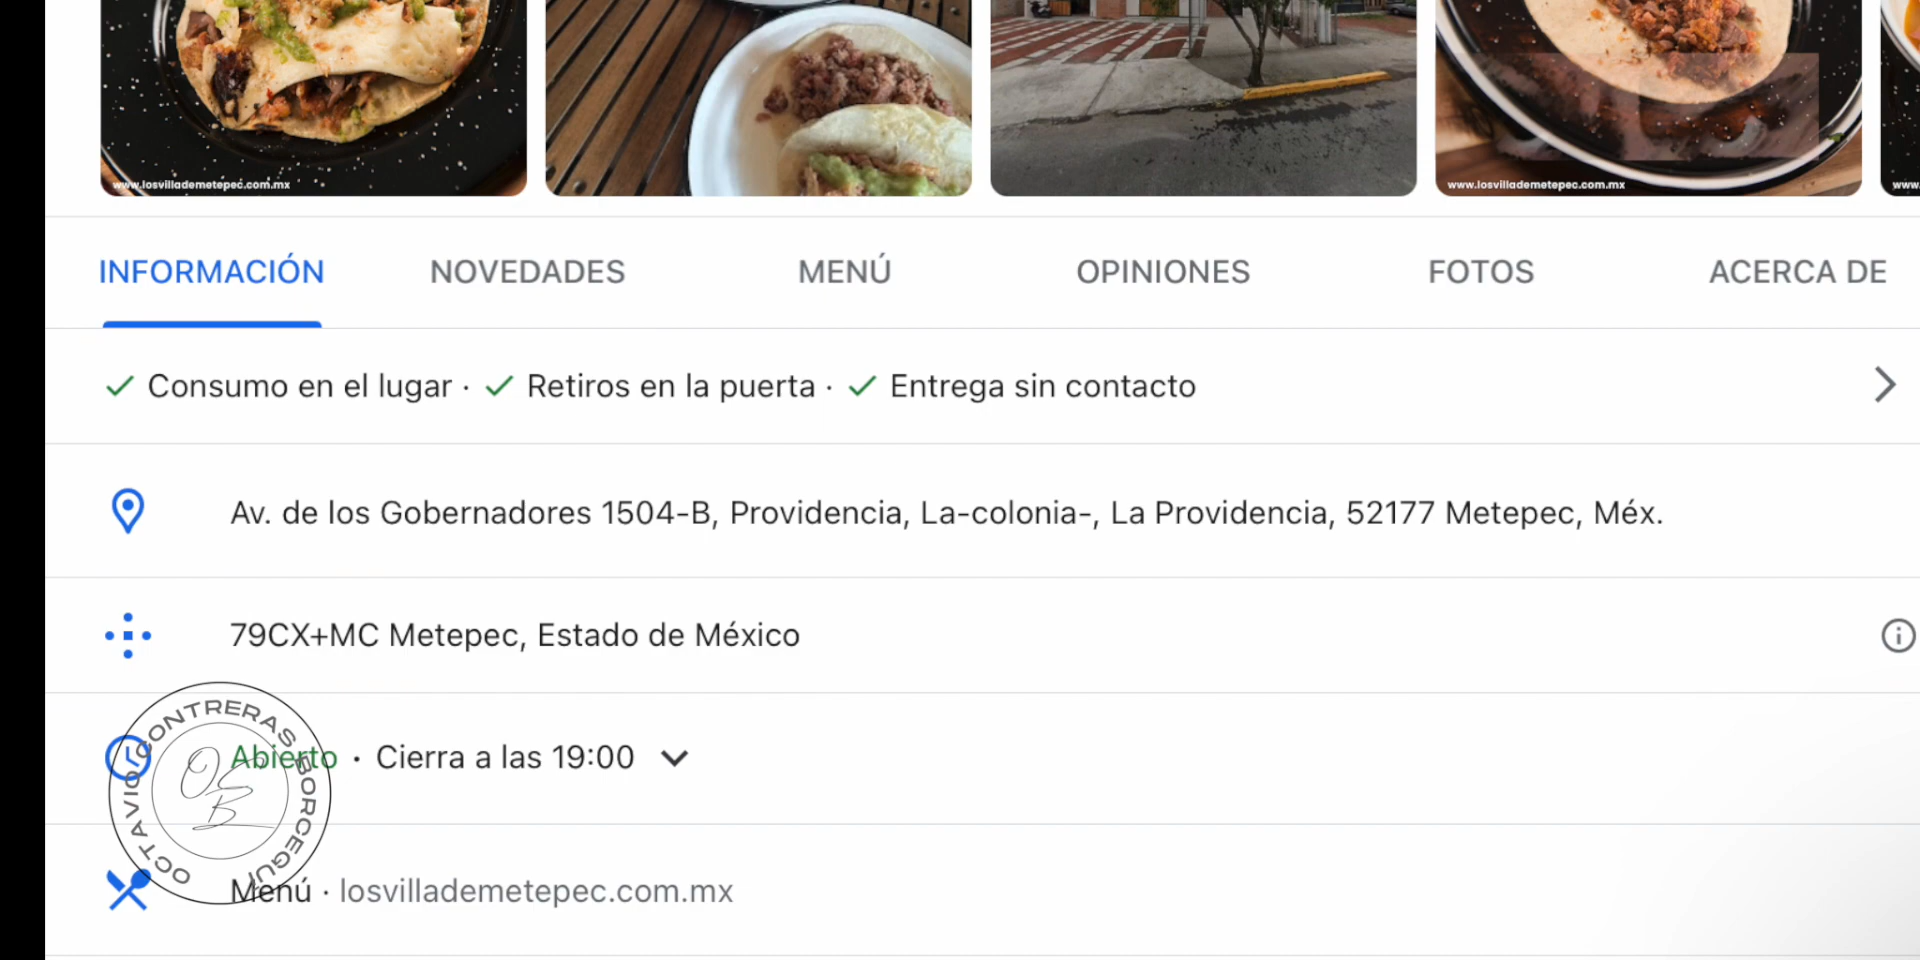 www.losvillademetepec.com.mx
www.losvillademetepec.com.mx
www.
INFORMACIÓN NOVEDADES MENÚ OPINIONES FOTOS ACERCA DE
Consumo en el lugar · Retiros en la puerta · Entrega sin contacto
Av. de los Gobernadores 1504-B, Providencia, La-colonia-, La Providencia, 52177 Metepec, Méx.
79CX+MC Metepec, Estado de México
Abierto · Cierra a las 19:00
Menú · losvillademetepec.com.mx
OCTAVIO CONTRERAS BORCEGUI
OCB